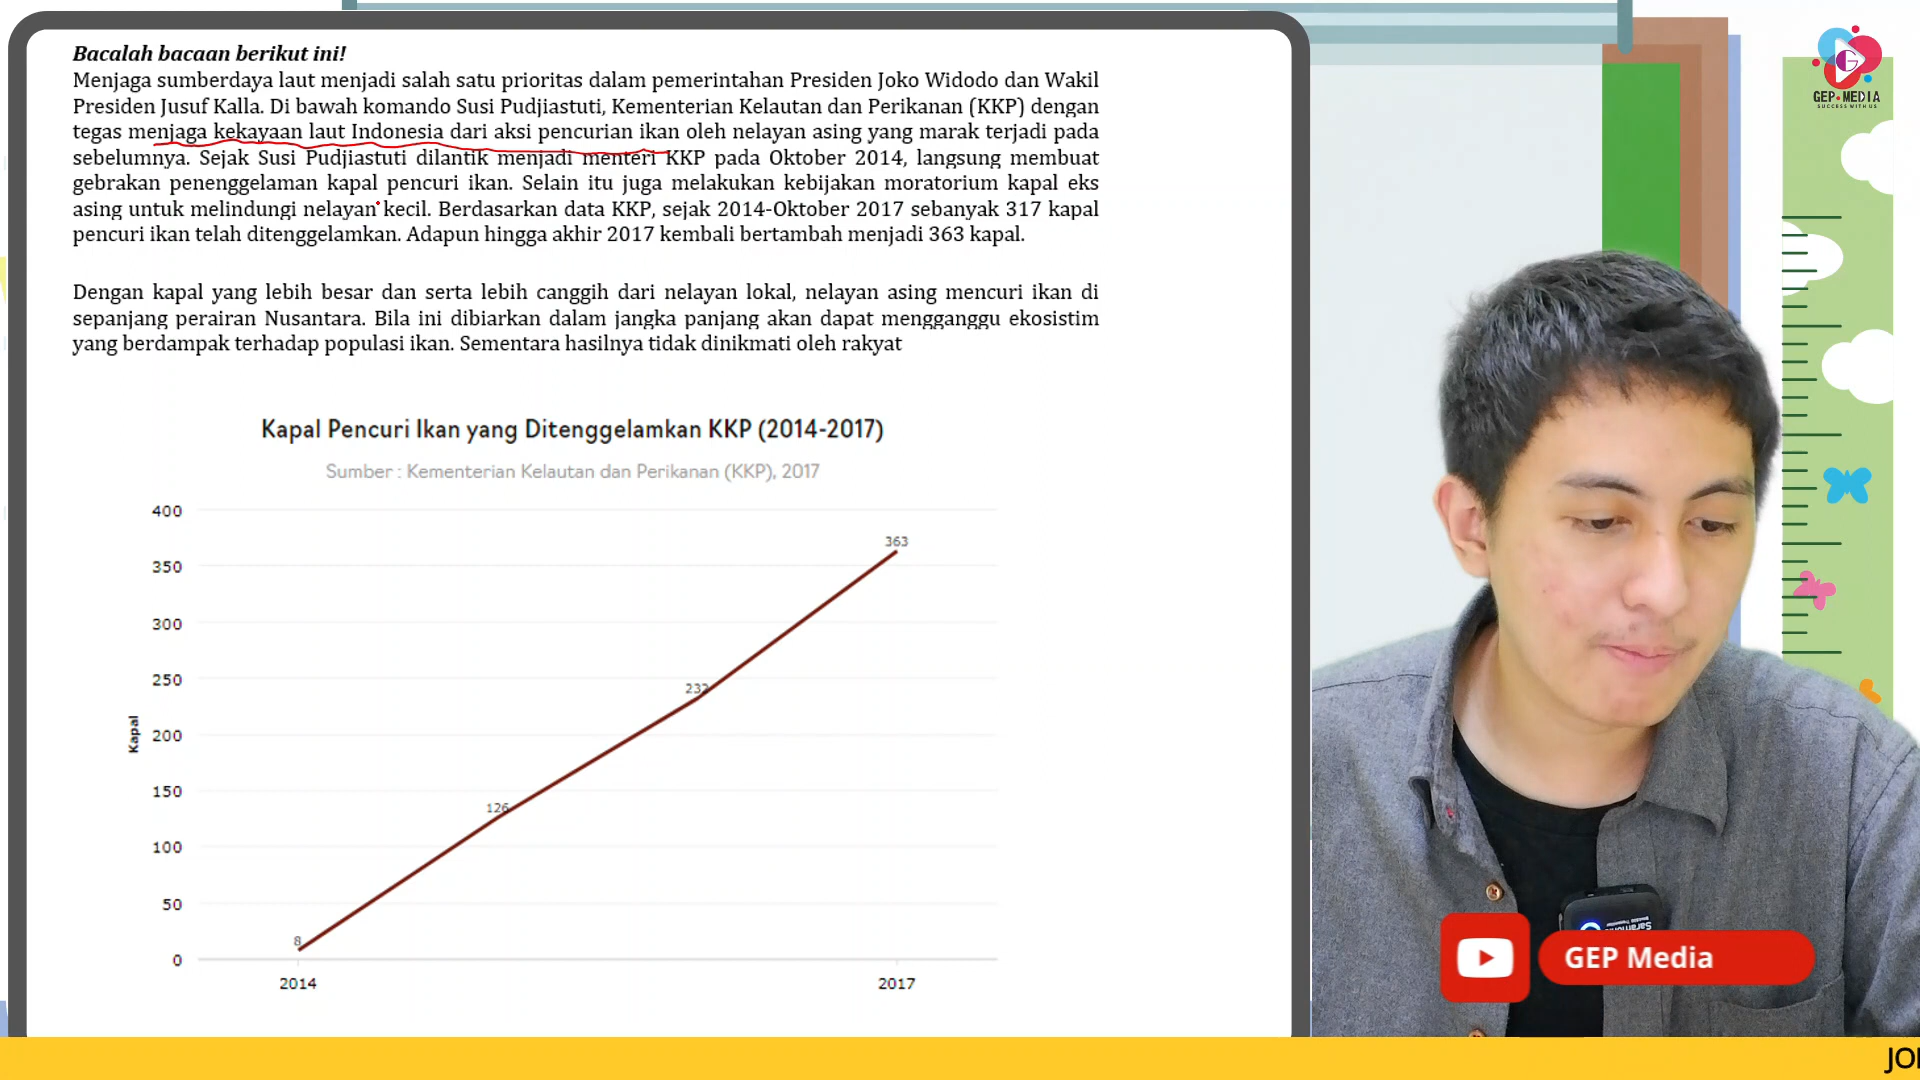 Bacalah bacaan berikut ini!
Menjaga sumberdaya laut menjadi salah satu prioritas dalam pemerintahan Presiden Joko Widodo dan Wakil
Presiden Jusuf Kalla. Di bawah komando Susi Pudjiastuti, Kementerian Kelautan dan Perikanan (KKP) dengan
tegas menjaga kekayaan laut Indonesia dari aksi pencurian ikan oleh nelayan asing yang marak terjadi pada
sebelumnya. Sejak Susi Pudjiastuti dilantik menjadi menteri KKP pada Oktober 2014, langsung membuat
gebrakan penenggelaman kapal pencuri ikan. Selain itu juga melakukan kebijakan moratorium kapal eks
asing untuk melindungi nelayan kecil. Berdasarkan data KKP, sejak 2014-Oktober 2017 sebanyak 317 kapal
pencuri ikan telah ditenggelamkan. Adapun hingga akhir 2017 kembali bertambah menjadi 363 kapal.
Dengan kapal yang lebih besar dan serta lebih canggih dari nelayan lokal, nelayan asing mencuri ikan di
sepanjang perairan Nusantara. Bila ini dibiarkan dalam jangka panjang akan dapat mengganggu ekosistim
yang berdampak terhadap populasi ikan. Sementara hasilnya tidak dinikmati oleh rakyat
Kapal Pencuri Ikan yang Ditenggelamkan KKP (2014-2017)
Sumber : Kementerian Kelautan dan Perikanan (KKP), 2017
400
363
350
300
250
232
Kapal
200
150
126
100
50
8
0
2014
2017
GEP MEDIA
SUCCESS WITH US
GEP Media